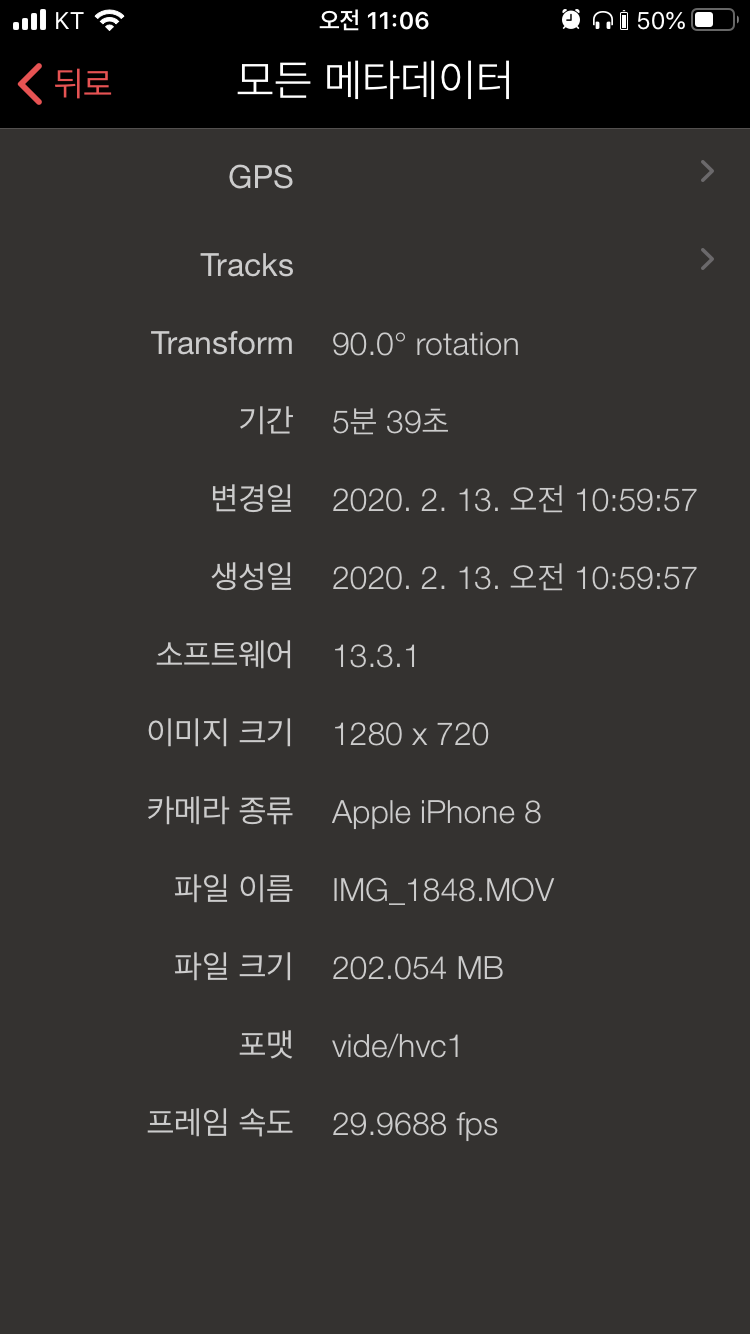 KT 오전 11:06 50%
뒤로 모든 메타데이터
GPS
Tracks
Transform 90.0° rotation
기간 5분 39초
변경일 2020. 2. 13. 오전 10:59:57
생성일 2020. 2. 13. 오전 10:59:57
소프트웨어 13.3.1
이미지 크기 1280 x 720
카메라 종류 Apple iPhone 8
파일 이름 IMG_1848.MOV
파일 크기 202.054 MB
포맷 vide/hvc1
프레임 속도 29.9688 fps